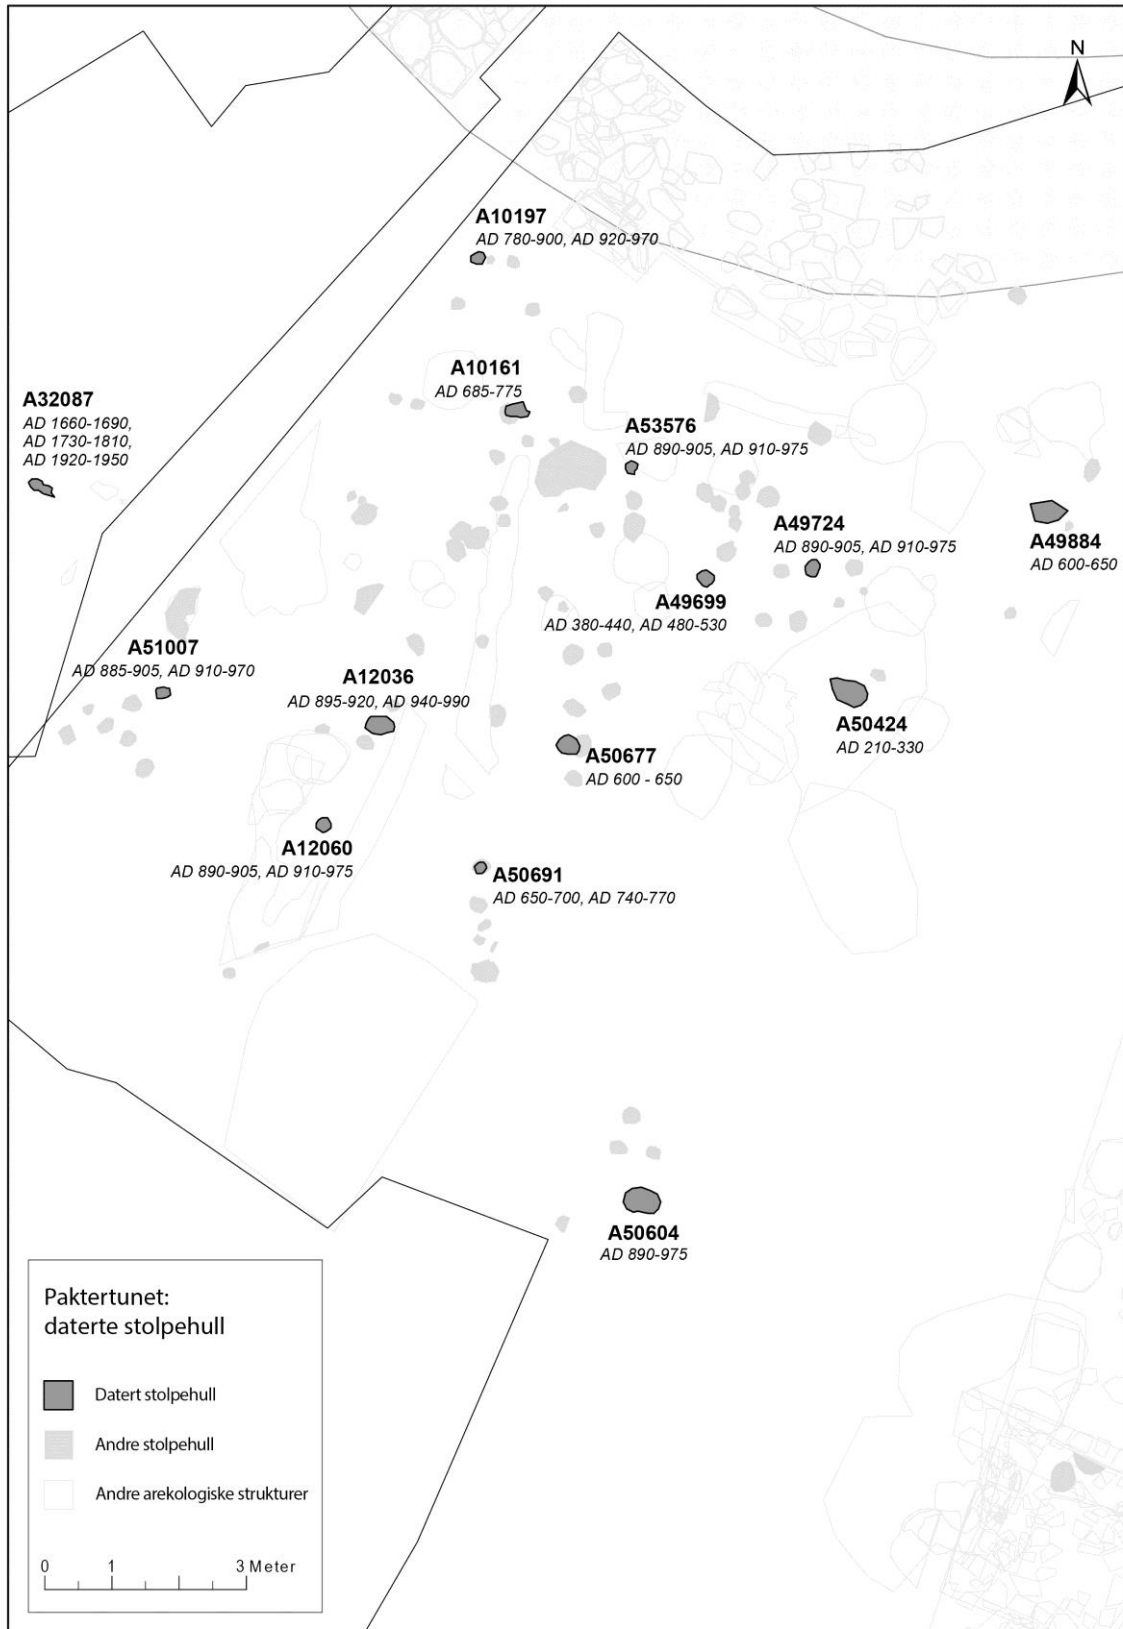 N
A10197
AD 780-900, AD 920-970
A10161
AD 685-775
A32087
AD 1660-1690,
AD 1730-1810,
AD 1920-1950
A53576
AD 890-905, AD 910-975
A49724
AD 890-905, AD 910-975
A49884
AD 600-650
A49699
AD 380-440, AD 480-530
A51007
AD 885-905, AD 910-970
A12036
AD 895-920, AD 940-990
A50424
AD 210-330
A50677
AD 600 - 650
A12060
AD 890-905, AD 910-975
A50691
AD 650-700, AD 740-770
A50604
AD 890-975
Paktertunet:
daterte stolpehull
Datert stolpehull
Andre stolpehull
Andre arekologiske strukturer
0 1 3 Meter